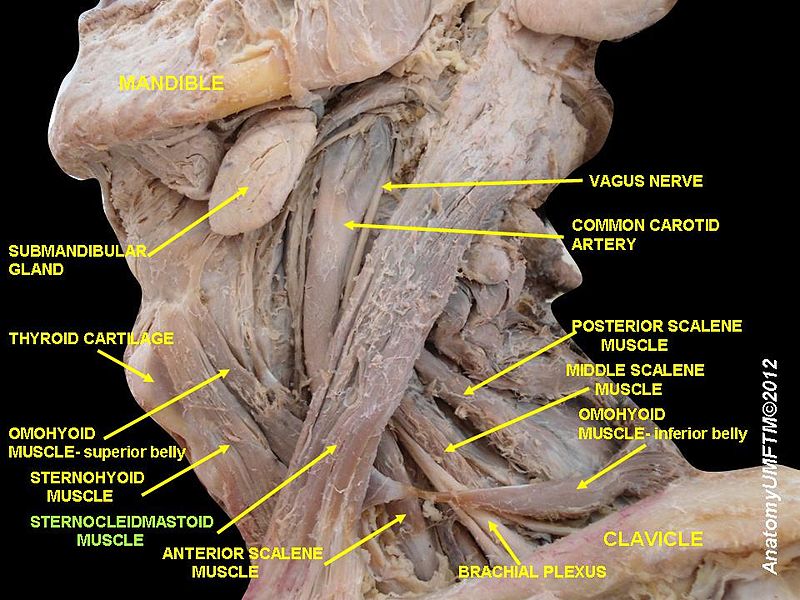 MANDIBLE
VAGUS NERVE
COMMON CAROTID
ARTERY
SUBMANDIBULAR
GLAND
THYROID CARTILAGE
POSTERIOR SCALENE
MUSCLE
MIDDLE SCALENE
MUSCLE
OMOHYOID
MUSCLE- inferior belly
OMOHYOID
MUSCLE- superior belly
STERNOHYOID
MUSCLE
STERNOCLEIDMASTOID
MUSCLE
ANTERIOR SCALENE
MUSCLE
BRACHIAL PLEXUS
CLAVICLE
AnatomyUMFTM©2012